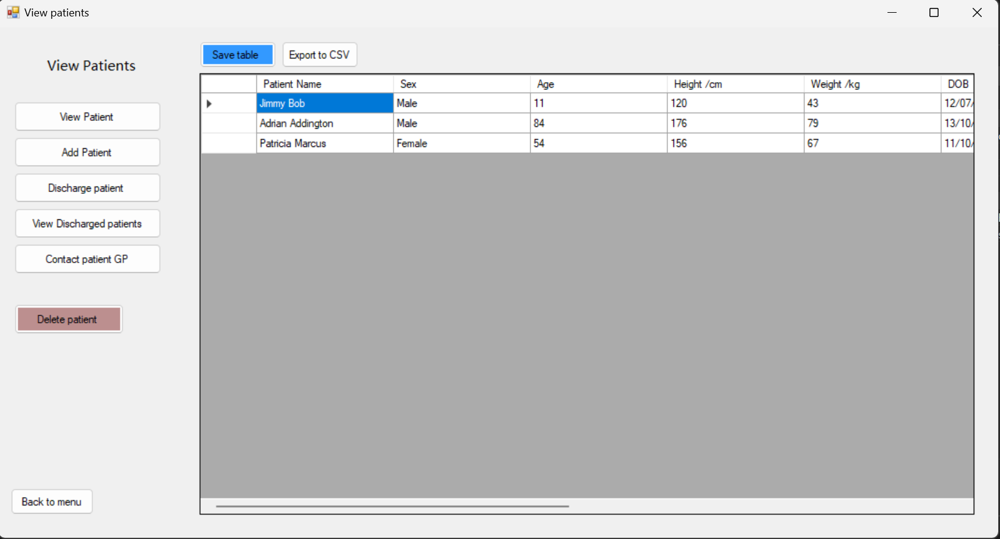 View patients
View Patients
View Patient
Add Patient
Discharge patient
View Discharged patients
Contact patient GP
Delete patient
Back to menu
Save table Export to CSV
Patient Name Sex Age Height /cm Weight /kg DOB
Jimmy Bob Male 11 120 43 12/07/
Adrian Addington Male 84 176 79 13/10/
Patricia Marcus Female 54 156 67 11/10/